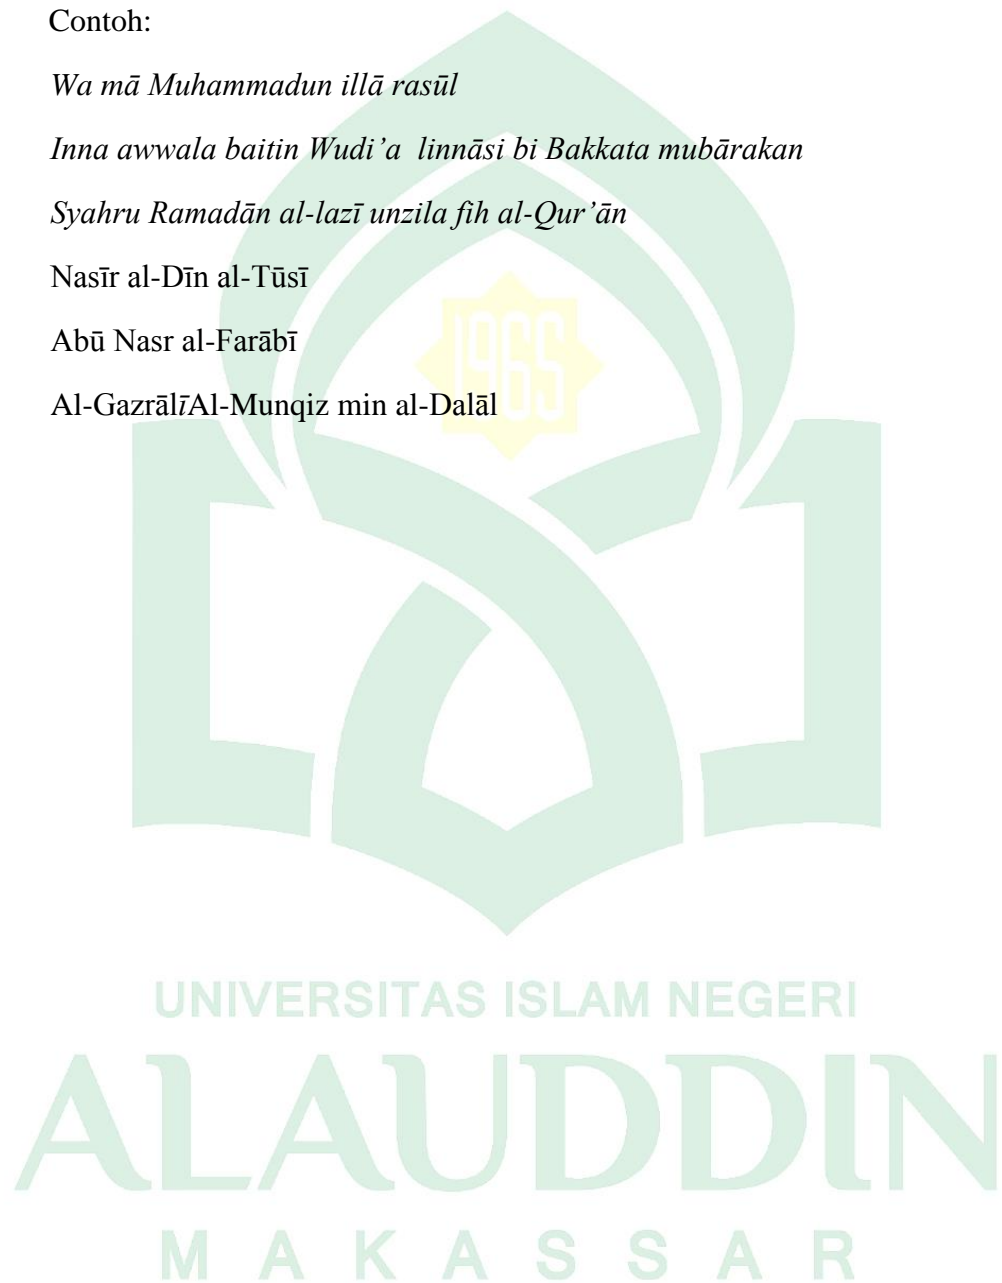 Contoh:
Wa mā Muhammadun illā rasūl
Inna awwala baitin Wudi’a  linnāsi bi Bakkata mubārakan
Syahru Ramadān al-lazī unzila fih al-Qur’ān
Nasīr al-Dīn al-Tūsī
Abū Nasr al-Farābī
Al-GazrālīAl-Munqiz min al-Dalāl
1965
UNIVERSITAS ISLAM NEGERI
ALAUDDIN
MAKASSAR